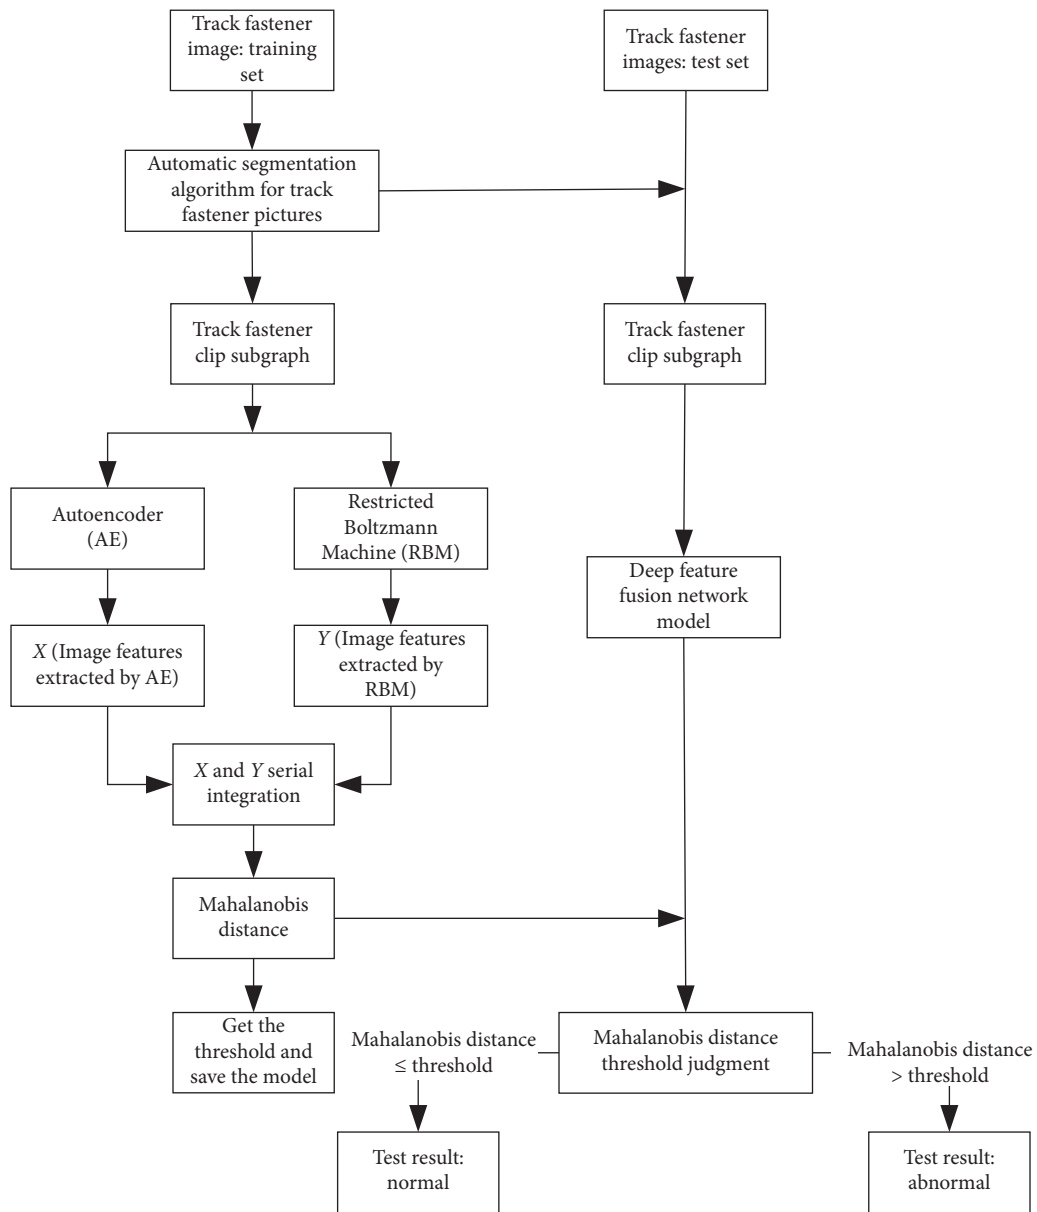 Track fastener
image: training
set
Track fastener
images: test set
Automatic segmentation
algorithm for track
fastener pictures
Track fastener
clip subgraph
Track fastener
clip subgraph
Autoencoder
(AE)
Restricted
Boltzmann
Machine (RBM)
Deep feature
fusion network
model
X (Image features
extracted by AE)
Y (Image features
extracted by
RBM)
X and Y serial
integration
Mahalanobis
distance
Get the
threshold and
save the model
Mahalanobis distance
≤ threshold
Mahalanobis distance
threshold judgment
Mahalanobis distance
> threshold
Test result:
normal
Test result:
abnormal